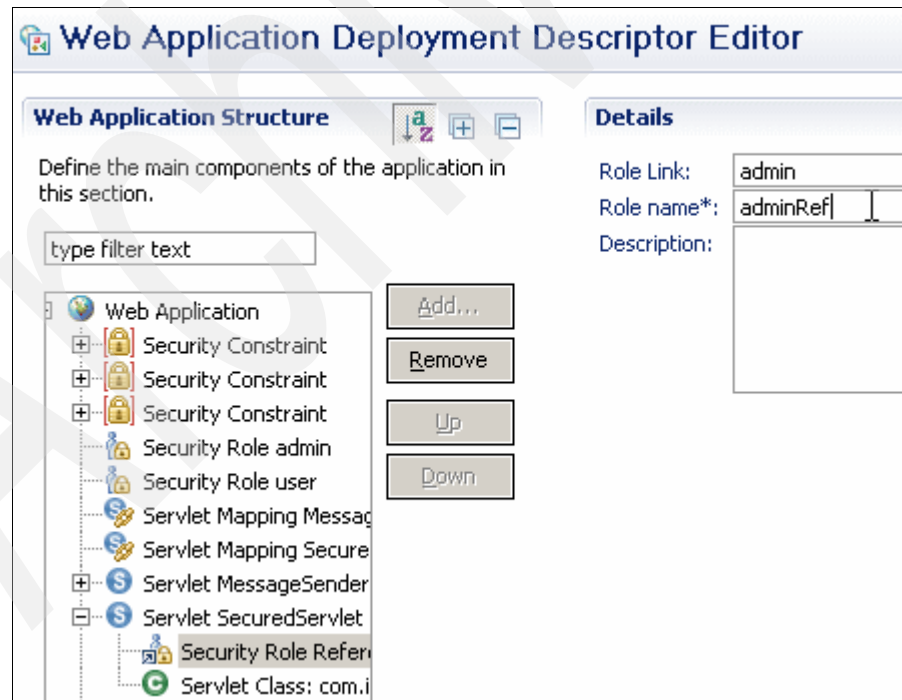 Web Application Deployment Descriptor Editor
Web Application Structure
Define the main components of the application in
this section.
type filter text
Web Application
Security Constraint
Security Constraint
Security Constraint
Security Role admin
Security Role user
Servlet Mapping Messag
Servlet Mapping Secure
Servlet MessageSender
Servlet SecuredServlet
Security Role Refer
Servlet Class: com.i
Add...
Remove
Up
Down
Details
Role Link: admin
Role name*: adminRef
Description: